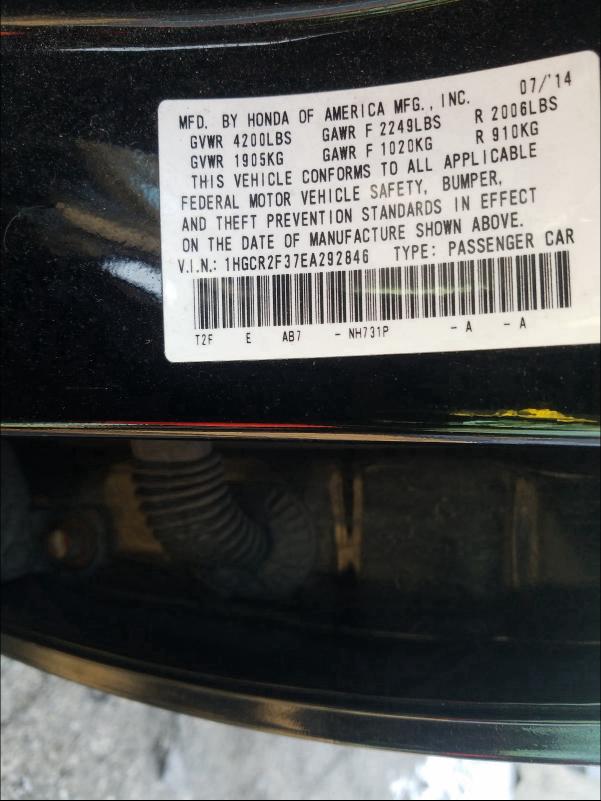 07/'14
MFD. BY HONDA OF AMERICA MFG., INC.
GVWR 4200LBS GAWR F 2249LBS R 2006LBS
GVWR 1905KG GAWR F 1020KG R 910KG
THIS VEHICLE CONFORMS TO ALL APPLICABLE
FEDERAL MOTOR VEHICLE SAFETY, BUMPER,
AND THEFT PREVENTION STANDARDS IN EFFECT
ON THE DATE OF MANUFACTURE SHOWN ABOVE.
V.I.N.: 1HGCR2F37EA292846 TYPE: PASSENGER CAR
T2F E AB7 - NH731P - A - A